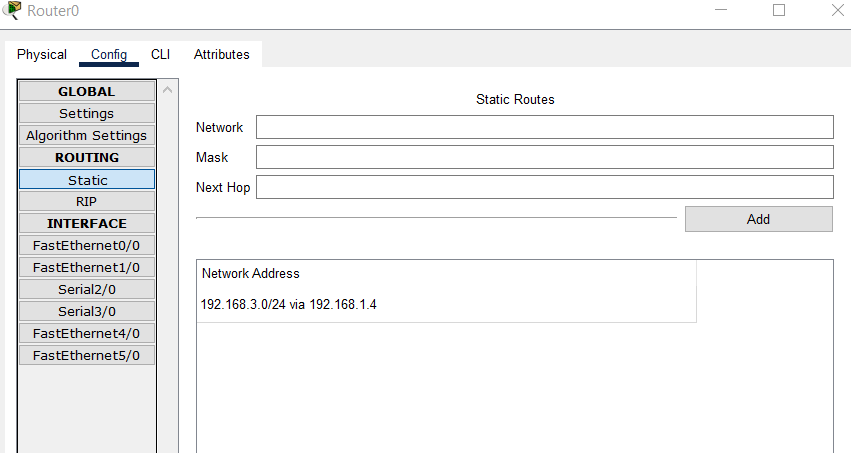 Router0
Physical Config CLI Attributes
GLOBAL
Settings
Algorithm Settings
ROUTING
Static
RIP
INTERFACE
FastEthernet0/0
FastEthernet1/0
Serial2/0
Serial3/0
FastEthernet4/0
FastEthernet5/0
Static Routes
Network
Mask
Next Hop
Add
Network Address
192.168.3.0/24 via 192.168.1.4